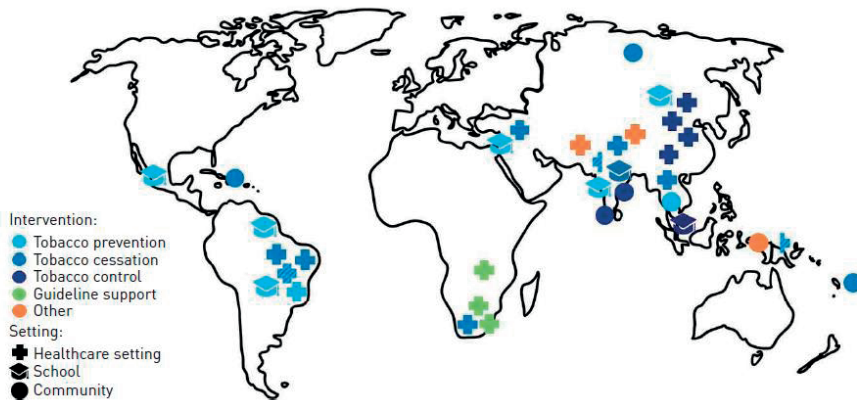 Intervention:
Tobacco prevention
Tobacco cessation
Tobacco control
Guideline support
Other
Setting:
Healthcare setting
School
Community